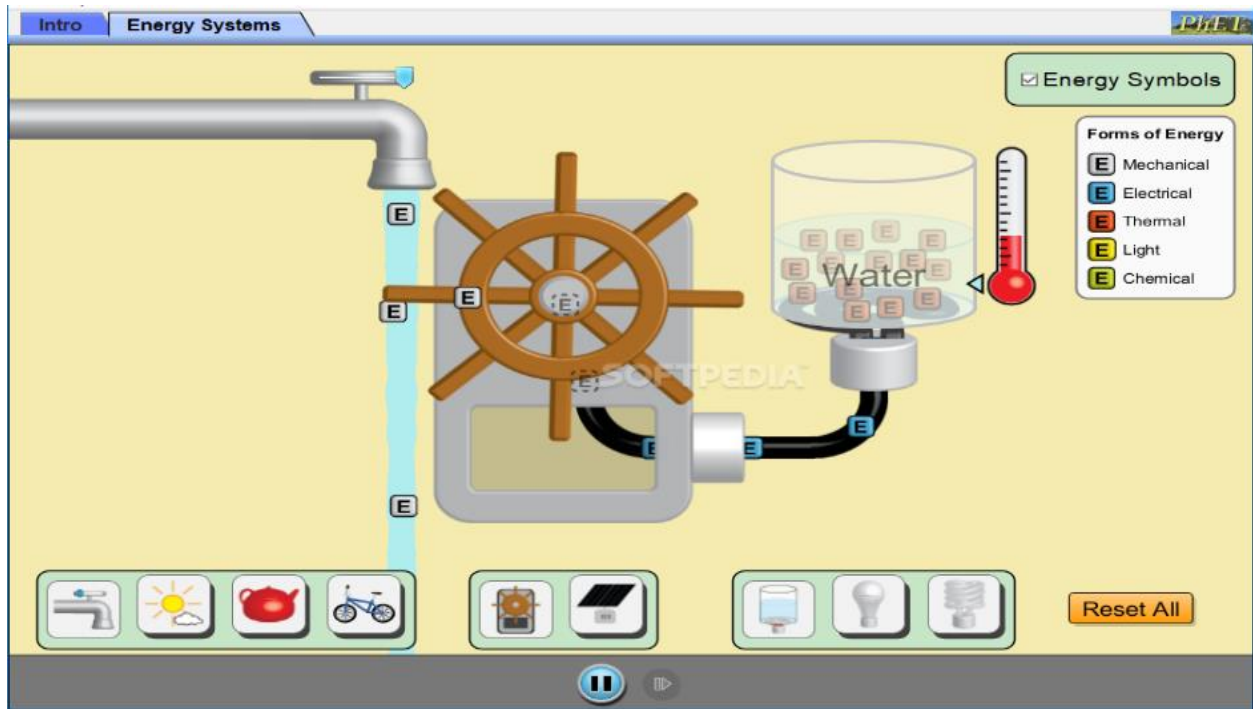 Intro Energy Systems
PhET
Energy Symbols
Forms of Energy
E Mechanical
E Electrical
E Thermal
E Light
E Chemical
E
E
E
E
E
E
E
E
E
E
E E E E
E E E E E
E E E E
E E E
Water
SOFTPEDIA
Reset All